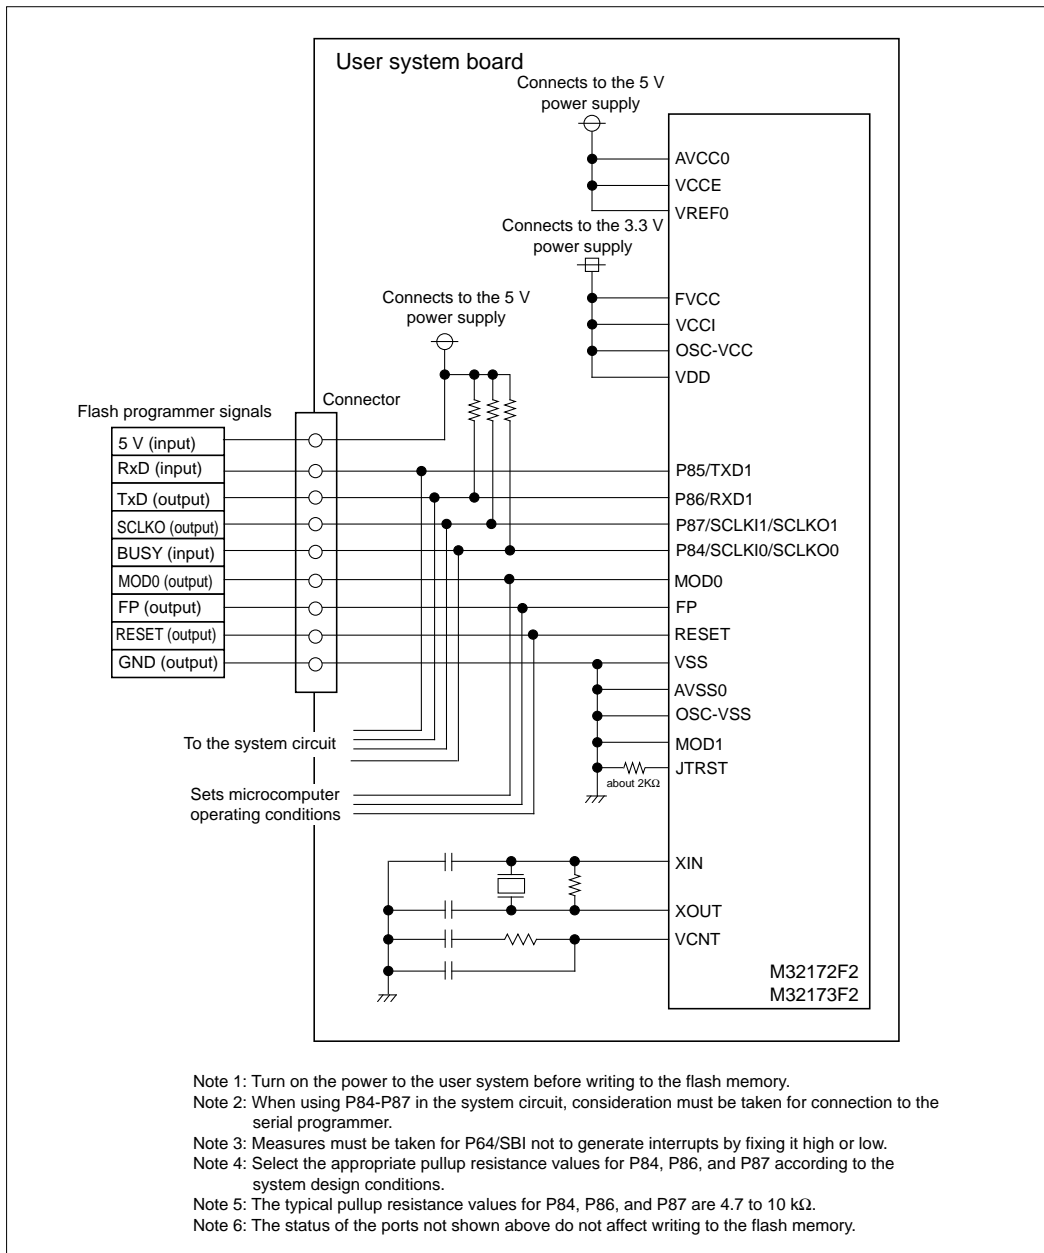 User system board
Connects to the 5 V
power supply
AVCC0
VCCE
VREF0
Connects to the 3.3 V
power supply
FVCC
VCCI
OSC-VCC
VDD
Connects to the 5 V
power supply
Connector
Flash programmer signals
5 V (input)
RxD (input)
TxD (output)
SCLKO (output)
BUSY (input)
MOD0 (output)
FP (output)
RESET (output)
GND (output)
P85/TXD1
P86/RXD1
P87/SCLKI1/SCLKO1
P84/SCLKI0/SCLKO0
MOD0
FP
RESET
VSS
AVSS0
OSC-VSS
MOD1
JTRST
about 2KΩ
To the system circuit
Sets microcomputer
operating conditions
XIN
XOUT
VCNT
M32172F2
M32173F2
Note 1: Turn on the power to the user system before writing to the flash memory.
Note 2: When using P84-P87 in the system circuit, consideration must be taken for connection to the
serial programmer.
Note 3: Measures must be taken for P64/SBI not to generate interrupts by fixing it high or low.
Note 4: Select the appropriate pullup resistance values for P84, P86, and P87 according to the
system design conditions.
Note 5: The typical pullup resistance values for P84, P86, and P87 are 4.7 to 10 kΩ.
Note 6: The status of the ports not shown above do not affect writing to the flash memory.